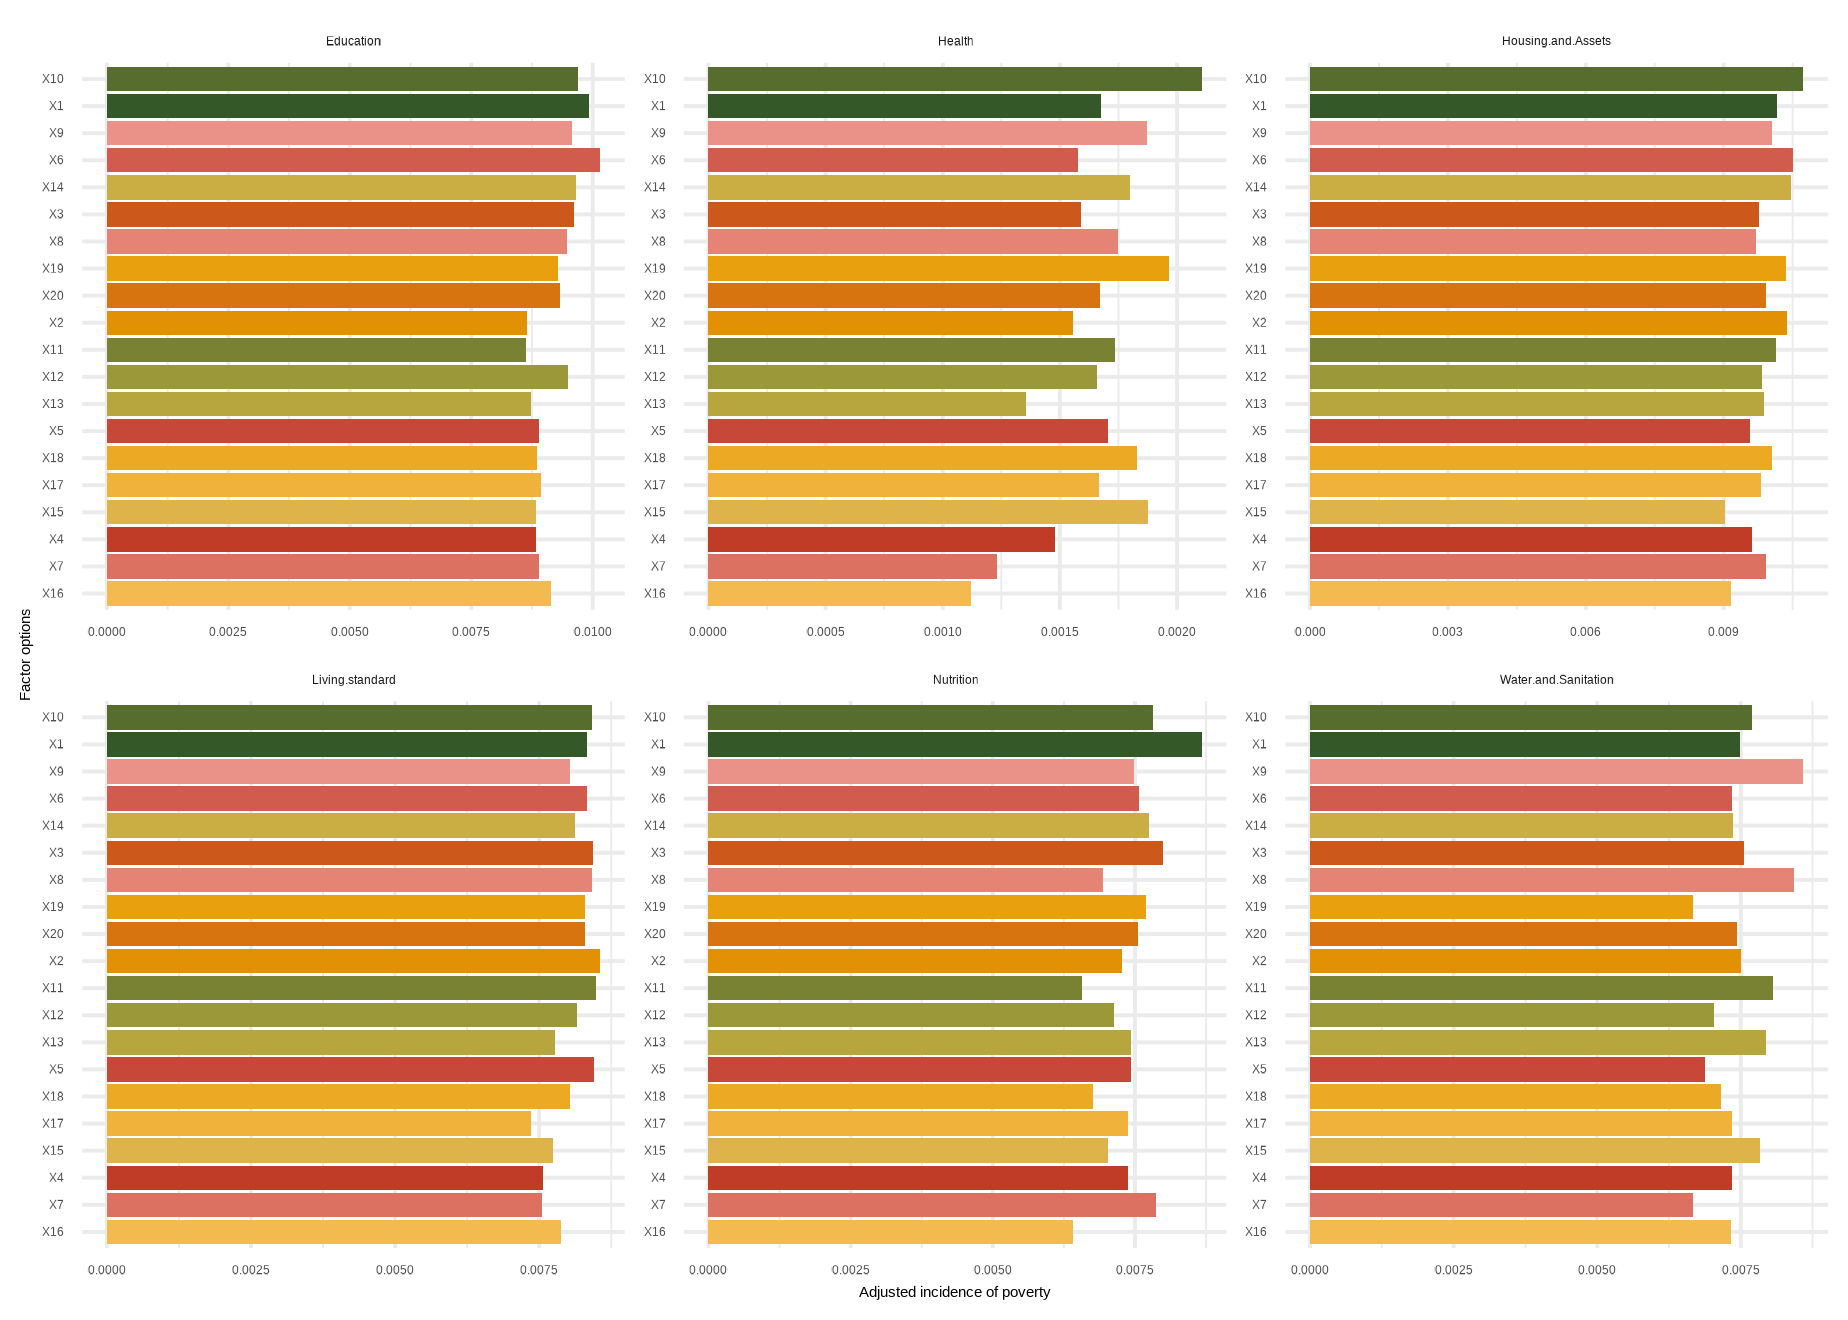 Education
Health
Housing.and.Assets
X10
X1
X9
X6
X14
X3
X8
X19
X20
X2
X11
X12
X13
X5
X18
X17
X15
X4
X7
X16
0.0000 0.0025 0.0050 0.0075 0.0100
X10
X1
X9
X6
X14
X3
X8
X19
X20
X2
X11
X12
X13
X5
X18
X17
X15
X4
X7
X16
0.0000 0.0005 0.0010 0.0015 0.0020
X10
X1
X9
X6
X14
X3
X8
X19
X20
X2
X11
X12
X13
X5
X18
X17
X15
X4
X7
X16
0.000 0.003 0.006 0.009
Factor options
Living.standard
Nutrition
Water.and.Sanitation
X10
X1
X9
X6
X14
X3
X8
X19
X20
X2
X11
X12
X13
X5
X18
X17
X15
X4
X7
X16
0.0000 0.0025 0.0050 0.0075
X10
X1
X9
X6
X14
X3
X8
X19
X20
X2
X11
X12
X13
X5
X18
X17
X15
X4
X7
X16
0.0000 0.0025 0.0050 0.0075
X10
X1
X9
X6
X14
X3
X8
X19
X20
X2
X11
X12
X13
X5
X18
X17
X15
X4
X7
X16
0.0000 0.0025 0.0050 0.0075
Adjusted incidence of poverty